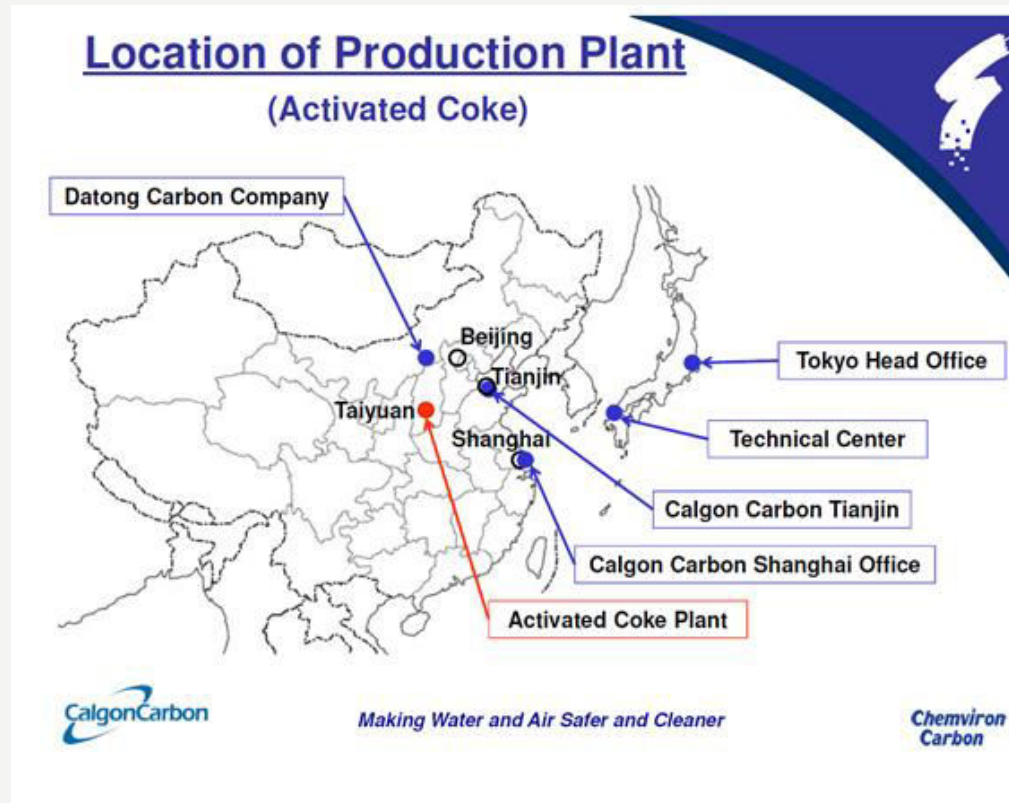 Location of Production Plant
(Activated Coke)
Datong Carbon Company
Beijing
Tokyo Head Office
Tianjin
Taiyuan
Technical Center
Shanghai
Calgon Carbon Tianjin
Calgon Carbon Shanghai Office
Activated Coke Plant
CalgonCarbon
Making Water and Air Safer and Cleaner
Chemviron
Carbon